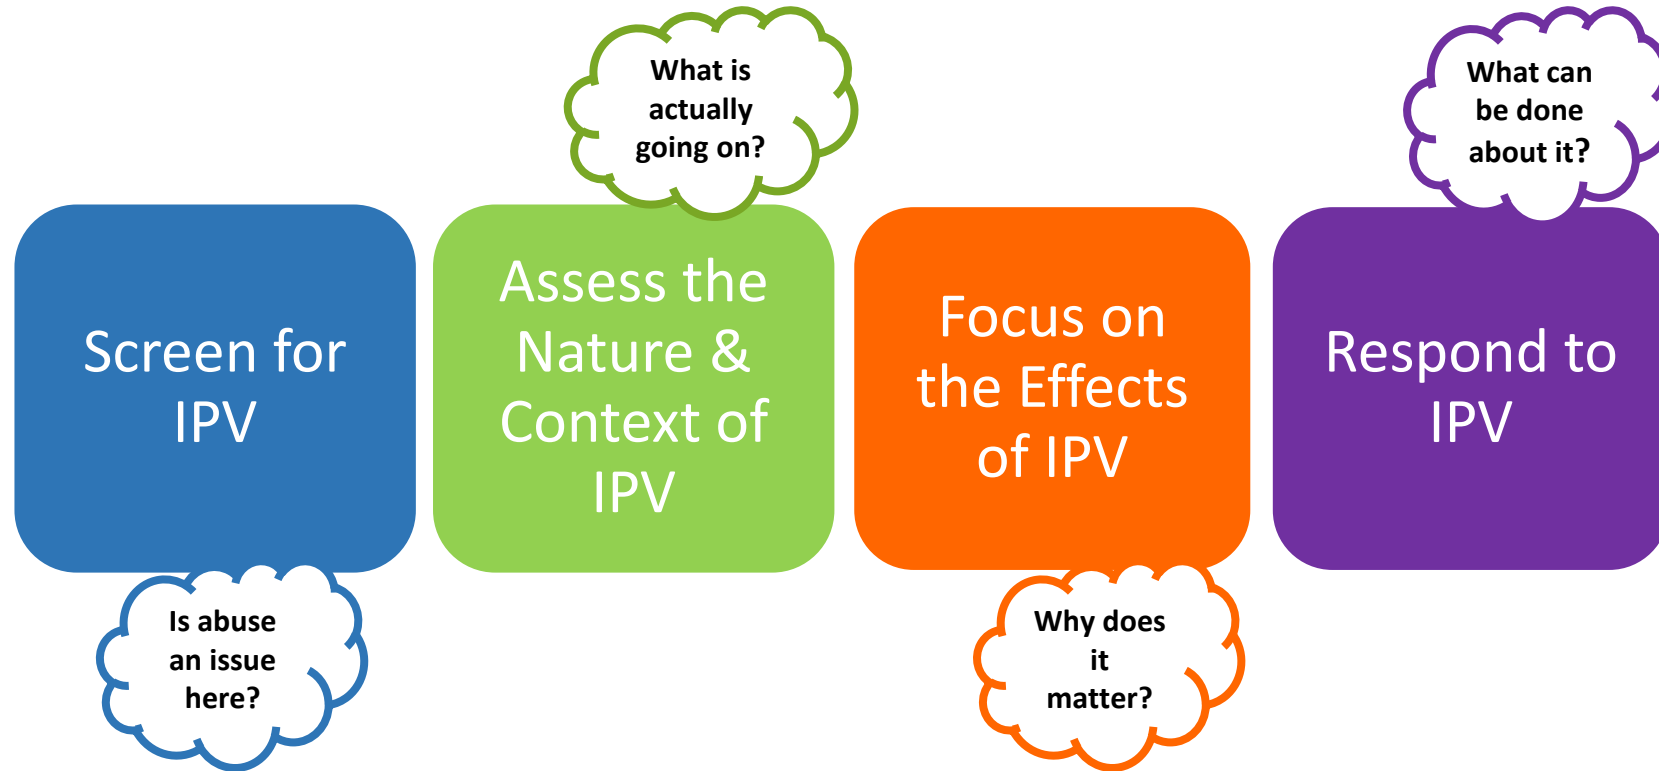 Screen for
IPV
Is abuse
an issue
here?
What is
actually
going on?
Assess the
Nature &
Context of
IPV
Focus on
the Effects
of IPV
Why does
it
matter?
What can
be done
about it?
Respond to
IPV